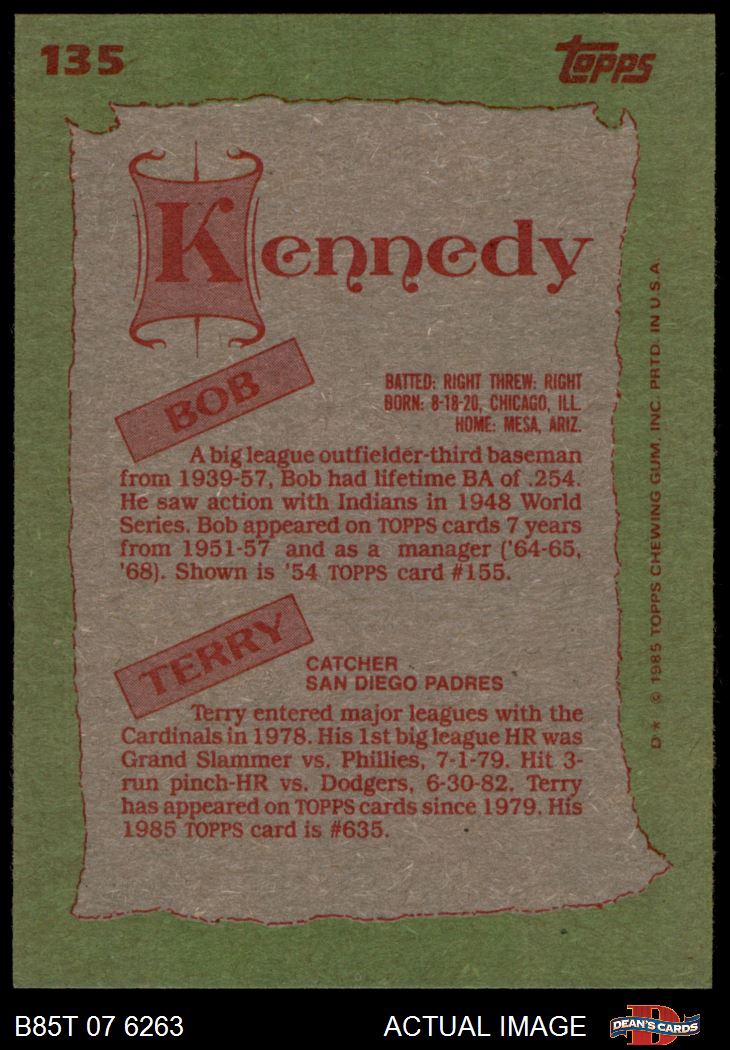 135
topps
Kennedy
BOB
BATTED: RIGHT THREW: RIGHT
BORN: 8-18-20, CHICAGO, ILL.
HOME: MESA, ARIZ.
A big league outfielder-third baseman
from 1939-57, Bob had lifetime BA of .254.
He saw action with Indians in 1948 World
Series. Bob appeared on TOPPS cards 7 years
from 1951-57 and as a manager ('64-65,
'68). Shown is '54 TOPPS card #155.
TERRY
CATCHER
SAN DIEGO PADRES
Terry entered major leagues with the
Cardinals in 1978. His 1st big league HR was
Grand Slammer vs. Phillies, 7-1-79. Hit 3-
run pinch-HR vs. Dodgers, 6-30-82. Terry
has appeared on TOPPS cards since 1979. His
1985 TOPPS card is #635.
D* © 1985 TOPPS CHEWING GUM, INC. PRTD. IN U.S.A.
B85T 07 6263
ACTUAL IMAGE
D
DEAN'S CARDS